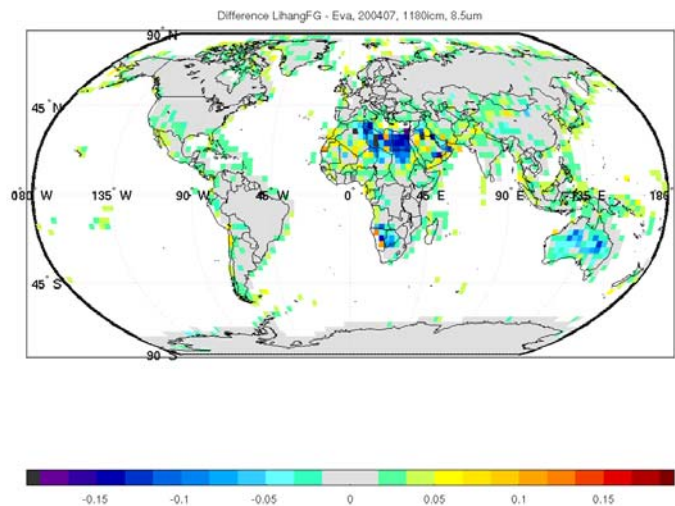 Difference LihangFG - Eva, 200407, 1180icm, 8.5um
90° N
45° N
180° W 135° W 90° W 45° W 0° 45° E 90° E 135° E 180°
45° S
90° S
-0.15 -0.1 -0.05 0 0.05 0.1 0.15